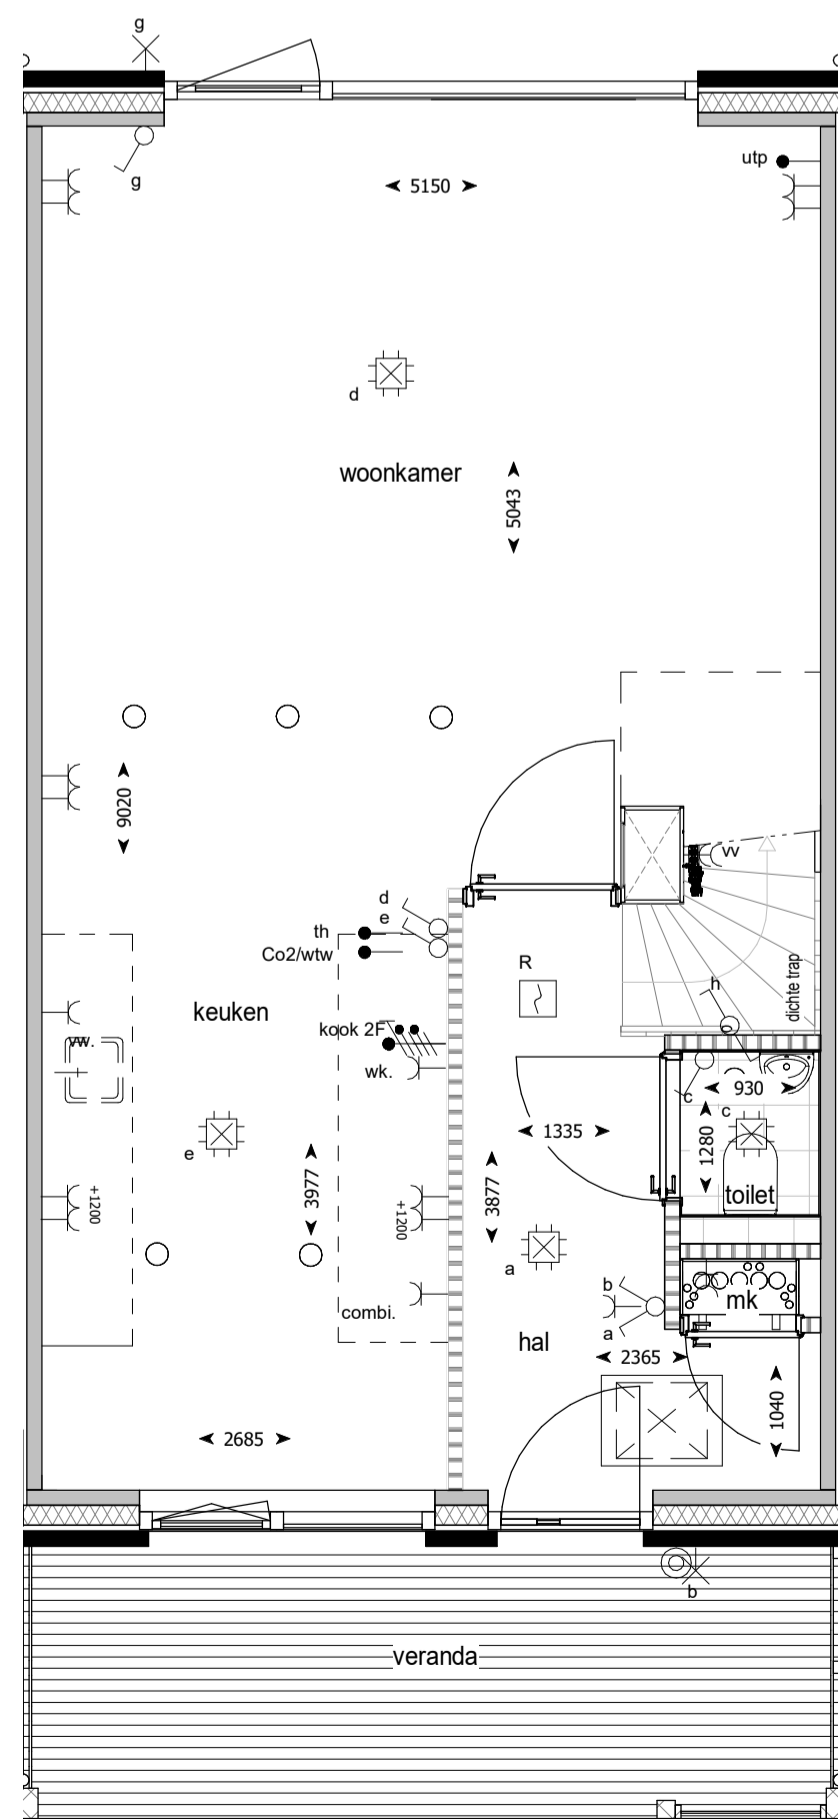 g
g
utp
5150
d
woonkamer
5043
9020
vv
d
e
th
Co2/wtw
R
keuken
h
dichte trap
kook 2F
vw.
wk.
930
c
c
1335
1280
e
3977
3877
+1200
+1200
toilet
a
b
combi.
mk
a
hal
2365
1040
2685
b
veranda